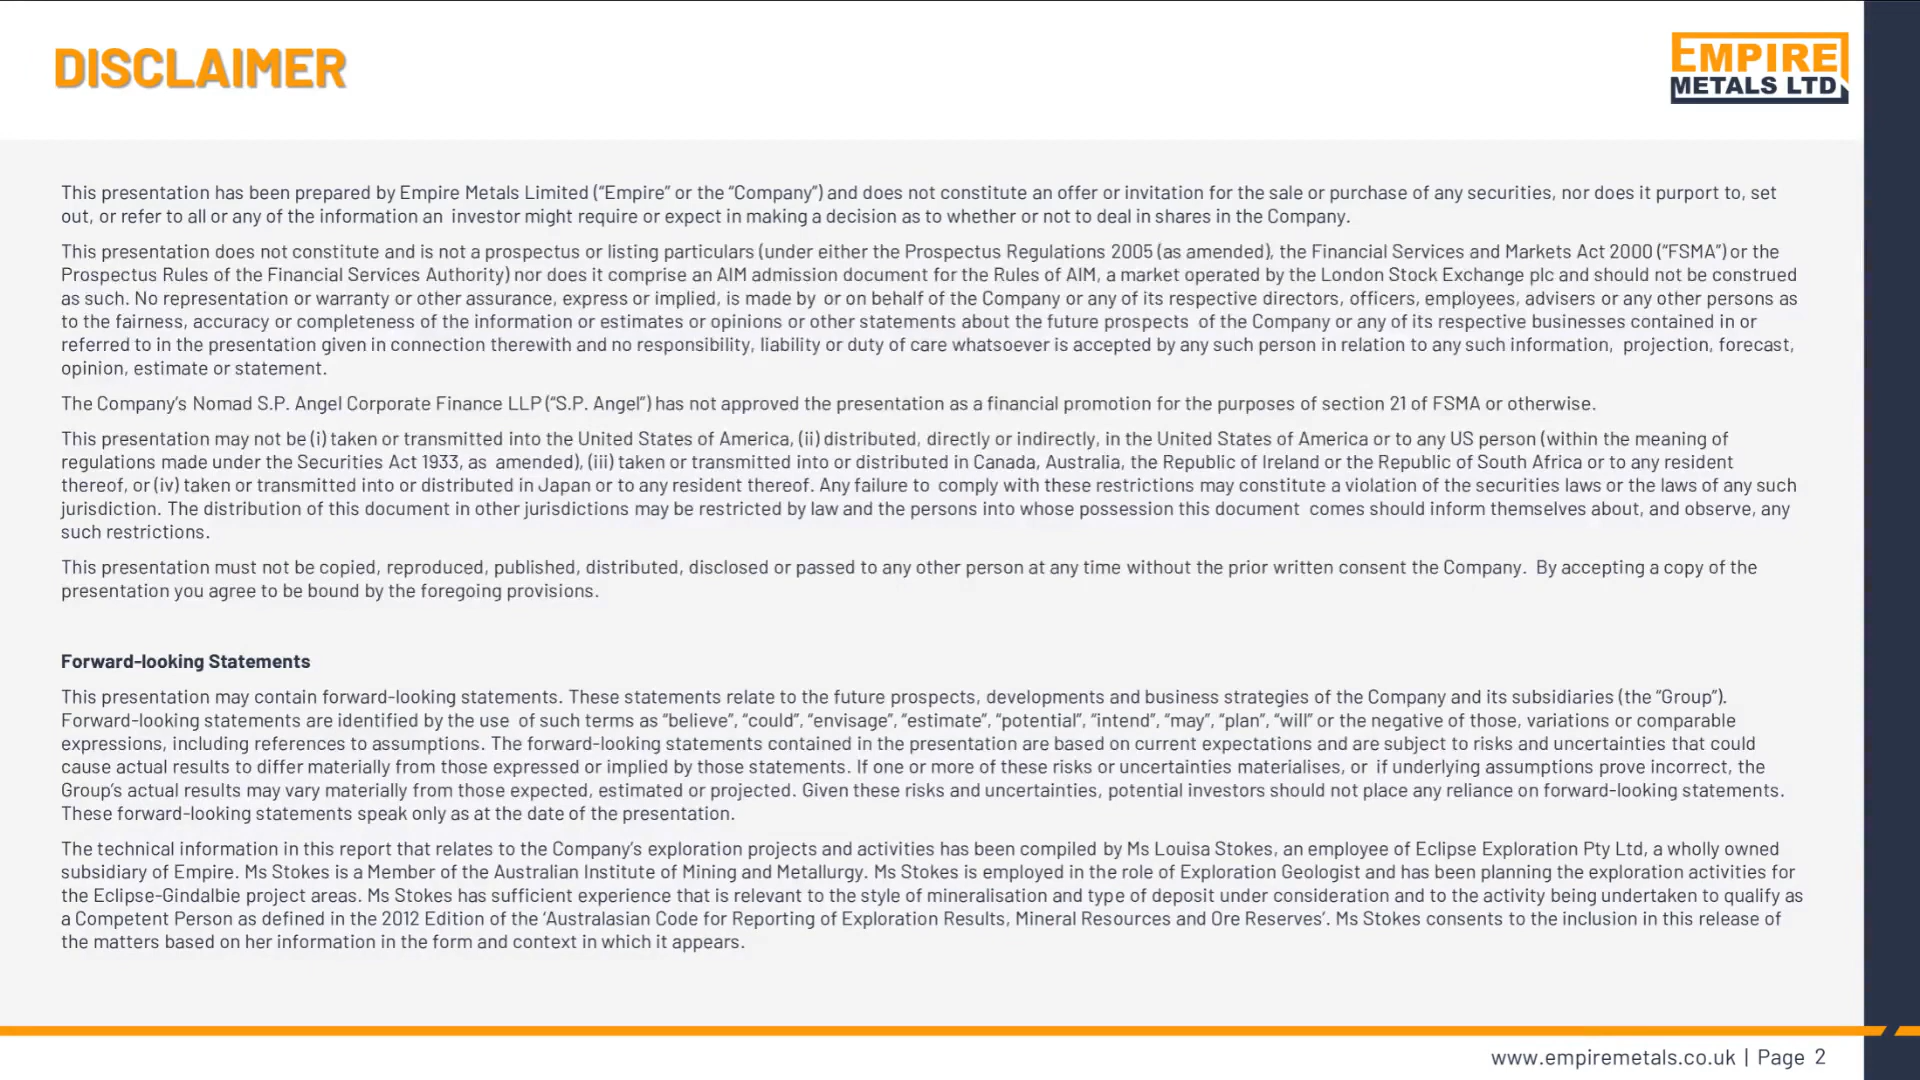 DISCLAIMER
EMPIRE
METALS LTD
This presentation has been prepared by Empire Metals Limited (“Empire” or the “Company”) and does not constitute an offer or invitation for the sale or purchase of any securities, nor does it purport to, set
out, or refer to all or any of the information an investor might require or expect in making a decision as to whether or not to deal in shares in the Company.
This presentation does not constitute and is not a prospectus or listing particulars (under either the Prospectus Regulations 2005 (as amended), the Financial Services and Markets Act 2000 (“FSMA”) or the
Prospectus Rules of the Financial Services Authority) nor does it comprise an AIM admission document for the Rules of AIM, a market operated by the London Stock Exchange plc and should not be construed
as such. No representation or warranty or other assurance, express or implied, is made by or on behalf of the Company or any of its respective directors, officers, employees, advisers or any other persons as
to the fairness, accuracy or completeness of the information or estimates or opinions or other statements about the future prospects of the Company or any of its respective businesses contained in or
referred to in the presentation given in connection therewith and no responsibility, liability or duty of care whatsoever is accepted by any such person in relation to any such information, projection, forecast,
opinion, estimate or statement.
The Company’s Nomad S.P. Angel Corporate Finance LLP (“S.P. Angel”) has not approved the presentation as a financial promotion for the purposes of section 21 of FSMA or otherwise.
This presentation may not be (i) taken or transmitted into the United States of America, (ii) distributed, directly or indirectly, in the United States of America or to any US person (within the meaning of
regulations made under the Securities Act 1933, as amended), (iii) taken or transmitted into or distributed in Canada, Australia, the Republic of Ireland or the Republic of South Africa or to any resident
thereof, or (iv) taken or transmitted into or distributed in Japan or to any resident thereof. Any failure to comply with these restrictions may constitute a violation of the securities laws or the laws of any such
jurisdiction. The distribution of this document in other jurisdictions may be restricted by law and the persons into whose possession this document comes should inform themselves about, and observe, any
such restrictions.
This presentation must not be copied, reproduced, published, distributed, disclosed or passed to any other person at any time without the prior written consent the Company. By accepting a copy of the
presentation you agree to be bound by the foregoing provisions.
Forward-looking Statements
This presentation may contain forward-looking statements. These statements relate to the future prospects, developments and business strategies of the Company and its subsidiaries (the “Group”).
Forward-looking statements are identified by the use of such terms as “believe”, “could”, “envisage”, “estimate”, “potential”, “intend”, “may”, “plan”, “will” or the negative of those, variations or comparable
expressions, including references to assumptions. The forward-looking statements contained in the presentation are based on current expectations and are subject to risks and uncertainties that could
cause actual results to differ materially from those expressed or implied by those statements. If one or more of these risks or uncertainties materialises, or if underlying assumptions prove incorrect, the
Group’s actual results may vary materially from those expected, estimated or projected. Given these risks and uncertainties, potential investors should not place any reliance on forward-looking statements.
These forward-looking statements speak only as at the date of the presentation.
The technical information in this report that relates to the Company’s exploration projects and activities has been compiled by Ms Louisa Stokes, an employee of Eclipse Exploration Pty Ltd, a wholly owned
subsidiary of Empire. Ms Stokes is a Member of the Australian Institute of Mining and Metallurgy. Ms Stokes is employed in the role of Exploration Geologist and has been planning the exploration activities for
the Eclipse-Gindalbie project areas. Ms Stokes has sufficient experience that is relevant to the style of mineralisation and type of deposit under consideration and to the activity being undertaken to qualify as
a Competent Person as defined in the 2012 Edition of the ‘Australasian Code for Reporting of Exploration Results, Mineral Resources and Ore Reserves’. Ms Stokes consents to the inclusion in this release of
the matters based on her information in the form and context in which it appears.
www.empiremetals.co.uk | Page 2